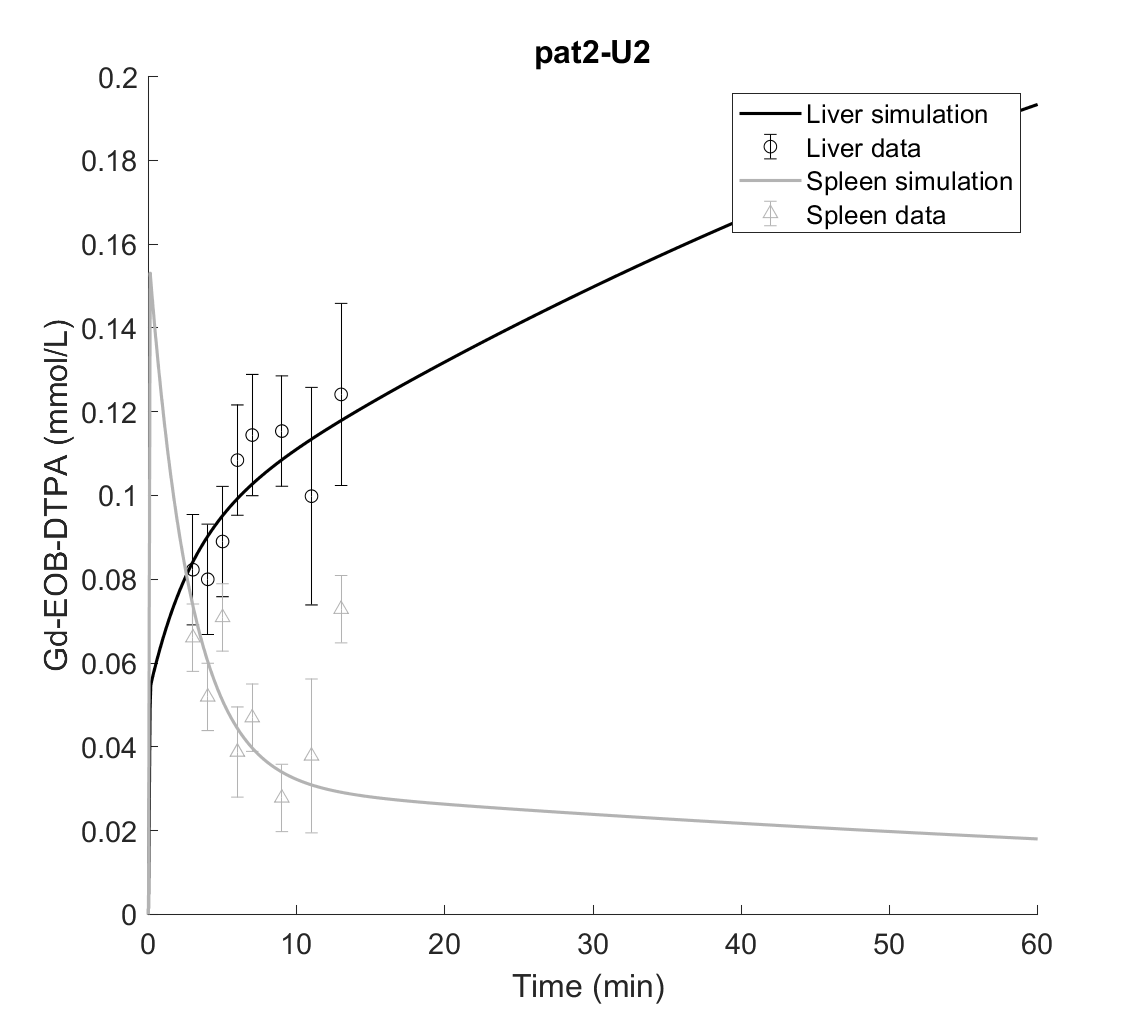 pat2-U2
Liver simulation
Liver data
Spleen simulation
Spleen data
Gd-EOB-DTPA (mmol/L)
0.2
0.18
0.16
0.14
0.12
0.1
0.08
0.06
0.04
0.02
0
0 10 20 30 40 50 60
Time (min)